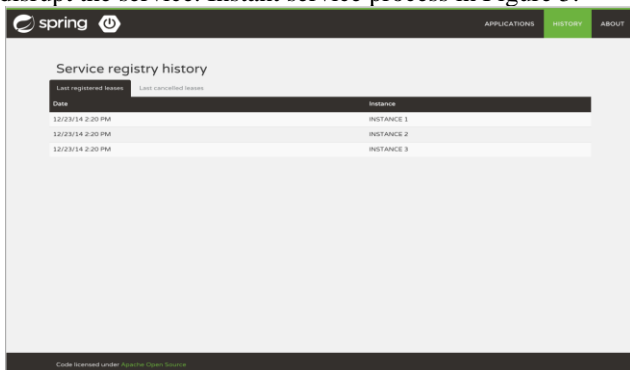 disrupt the service. Instant service process in Figure 5.
spring
APPLICATIONS HISTORY ABOUT
Service registry history
Last registered leases Last cancelled leases
Date Instance
12/23/14 2:20 PM INSTANCE 1
12/23/14 2:20 PM INSTANCE 2
12/23/14 2:20 PM INSTANCE 3
Code licensed under Apache Open Source